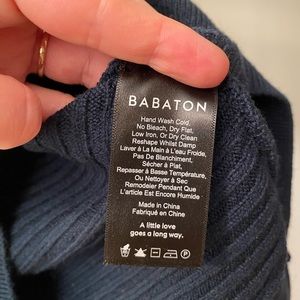 BABATON
Hand Wash Cold,
No Bleach, Dry Flat,
Low Iron, Or Dry Clean
Reshape Whilst Damp
Laver à La Main à L'eau Froide,
Pas De Blanchiment,
Sécher à Plat,
Repasser à Basse Température,
Ou Nettoyer à Sec
Remodeler Pendant Que
L'article Est Encore Humide
Made in China
Fabriqué en Chine
A little love
goes a long way.
P